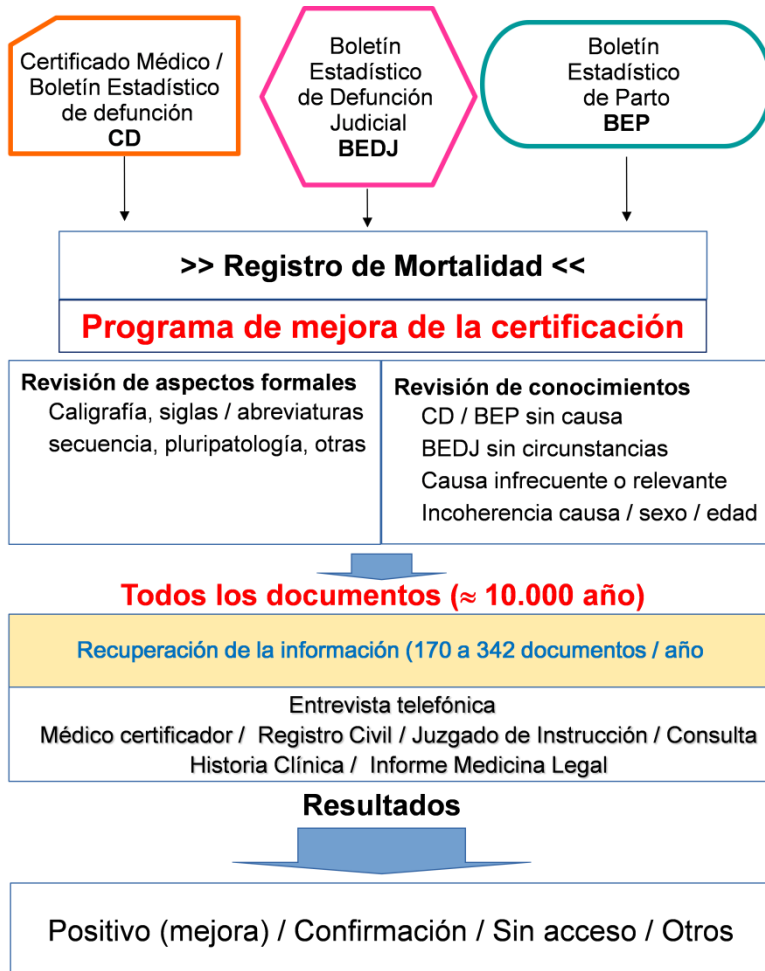 Certificado Médico /
Boletín Estadístico
de defunción
CD
Boletín
Estadístico
de Defunción
Judicial
BEDJ
Boletín
Estadístico
de Parto
BEP
>> Registro de Mortalidad <<
Programa de mejora de la certificación
Revisión de aspectos formales
Caligrafía, siglas / abreviaturas
secuencia, pluripatología, otras
Revisión de conocimientos
CD / BEP sin causa
BEDJ sin circunstancias
Causa infrecuente o relevante
Incoherencia causa / sexo / edad
Todos los documentos (≈ 10.000 año)
Recuperación de la información (170 a 342 documentos / año
Entrevista telefónica
Médico certificador / Registro Civil / Juzgado de Instrucción / Consulta
Historia Clínica / Informe Medicina Legal
Resultados
Positivo (mejora) / Confirmación / Sin acceso / Otros